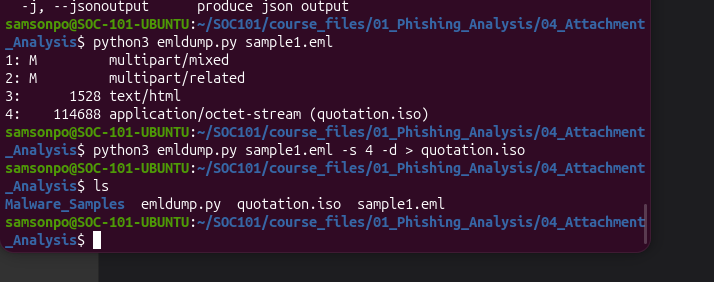 -j, --jsonoutput      produce json output
samsonpo@SOC-101-UBUNTU:~/SOC101/course_files/01_Phishing_Analysis/04_Attachment
_Analysis$ python3 emldump.py sample1.eml
1: M         multipart/mixed
2: M         multipart/related
3:      1528 text/html
4:    114688 application/octet-stream (quotation.iso)
samsonpo@SOC-101-UBUNTU:~/SOC101/course_files/01_Phishing_Analysis/04_Attachment
_Analysis$ python3 emldump.py sample1.eml -s 4 -d > quotation.iso
samsonpo@SOC-101-UBUNTU:~/SOC101/course_files/01_Phishing_Analysis/04_Attachment
_Analysis$ ls
Malware_Samples  emldump.py  quotation.iso  sample1.eml
samsonpo@SOC-101-UBUNTU:~/SOC101/course_files/01_Phishing_Analysis/04_Attachment
_Analysis$